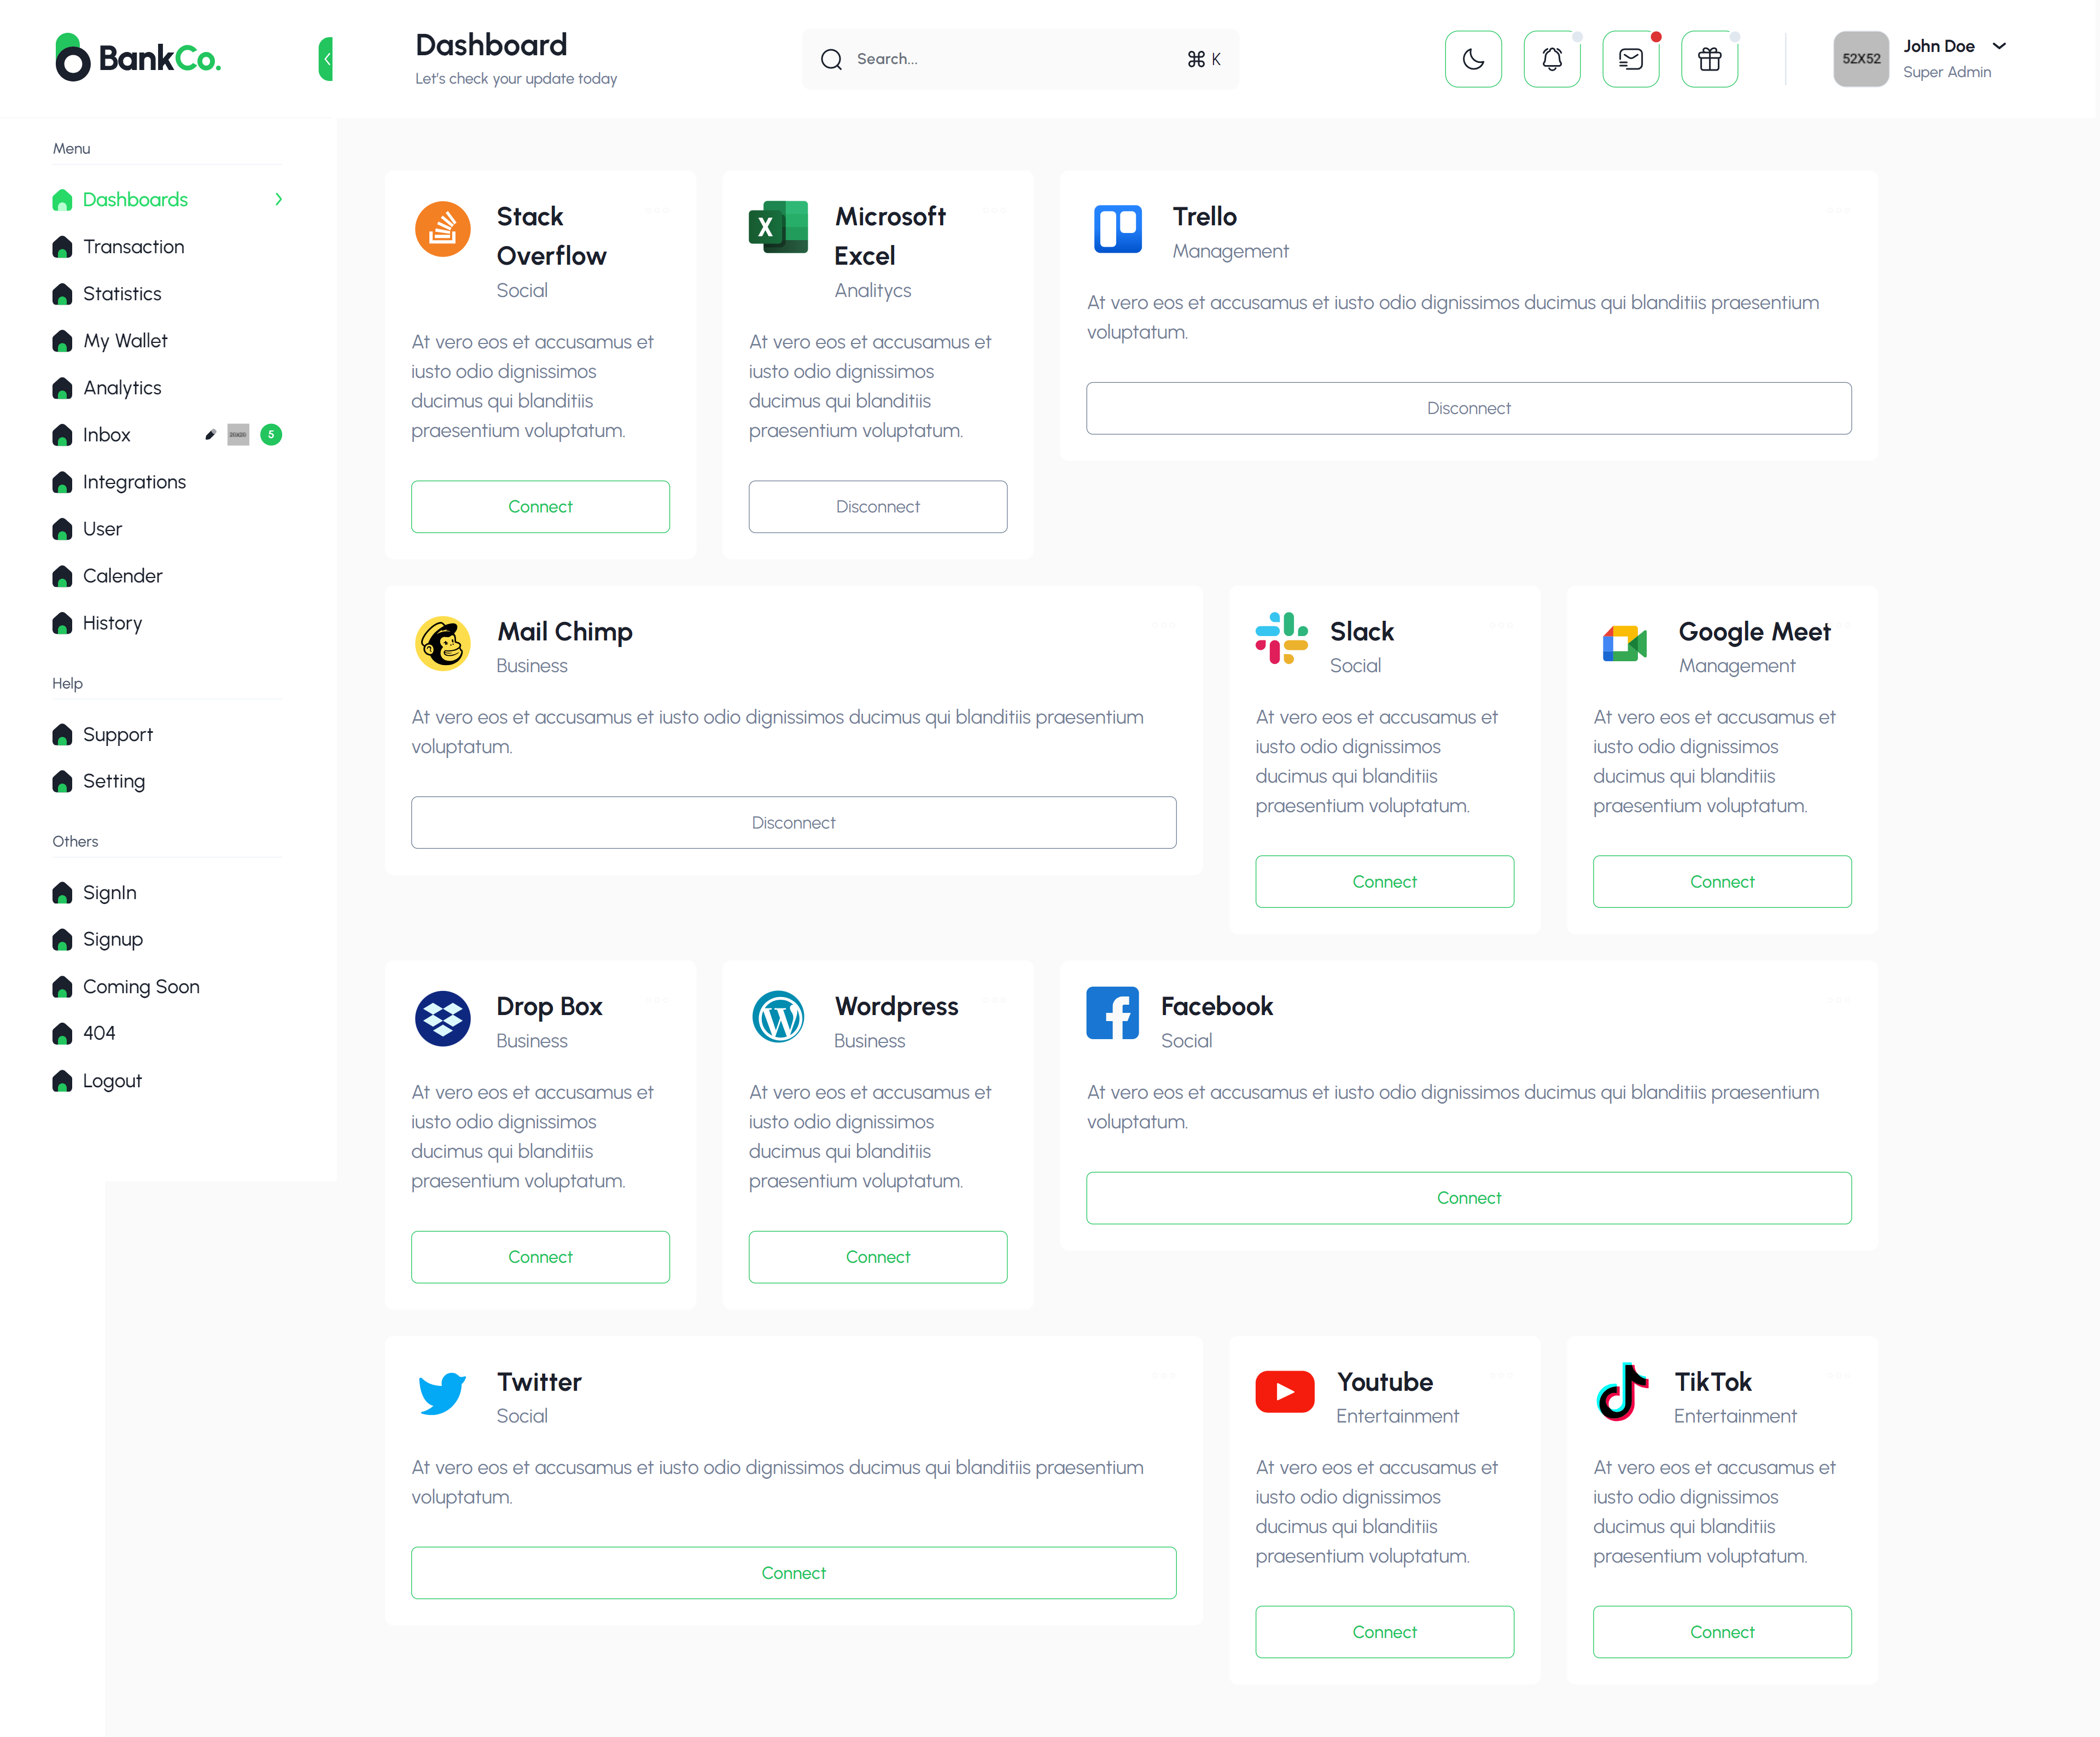 BankCo.
Dashboard
Let's check your update today
Search...
⌘ K
52X52
John Doe
Super Admin
Menu
Dashboards
Transaction
Statistics
My Wallet
Analytics
Inbox
20X20
5
Integrations
User
Calender
History
Help
Support
Setting
Others
SignIn
Signup
Coming Soon
404
Logout
Stack
Overflow
Social
At vero eos et accusamus et
iusto odio dignissimos
ducimus qui blanditiis
praesentium voluptatum.
Connect
X
Microsoft
Excel
Analitycs
At vero eos et accusamus et
iusto odio dignissimos
ducimus qui blanditiis
praesentium voluptatum.
Disconnect
Trello
Management
At vero eos et accusamus et iusto odio dignissimos ducimus qui blanditiis praesentium
voluptatum.
Disconnect
Mail Chimp
Business
At vero eos et accusamus et iusto odio dignissimos ducimus qui blanditiis praesentium
voluptatum.
Disconnect
Slack
Social
At vero eos et accusamus et
iusto odio dignissimos
ducimus qui blanditiis
praesentium voluptatum.
Connect
Google Meet
Management
At vero eos et accusamus et
iusto odio dignissimos
ducimus qui blanditiis
praesentium voluptatum.
Connect
Drop Box
Business
At vero eos et accusamus et
iusto odio dignissimos
ducimus qui blanditiis
praesentium voluptatum.
Connect
Wordpress
Business
At vero eos et accusamus et
iusto odio dignissimos
ducimus qui blanditiis
praesentium voluptatum.
Connect
Facebook
Social
At vero eos et accusamus et iusto odio dignissimos ducimus qui blanditiis praesentium
voluptatum.
Connect
Twitter
Social
At vero eos et accusamus et iusto odio dignissimos ducimus qui blanditiis praesentium
voluptatum.
Connect
Youtube
Entertainment
At vero eos et accusamus et
iusto odio dignissimos
ducimus qui blanditiis
praesentium voluptatum.
Connect
TikTok
Entertainment
At vero eos et accusamus et
iusto odio dignissimos
ducimus qui blanditiis
praesentium voluptatum.
Connect